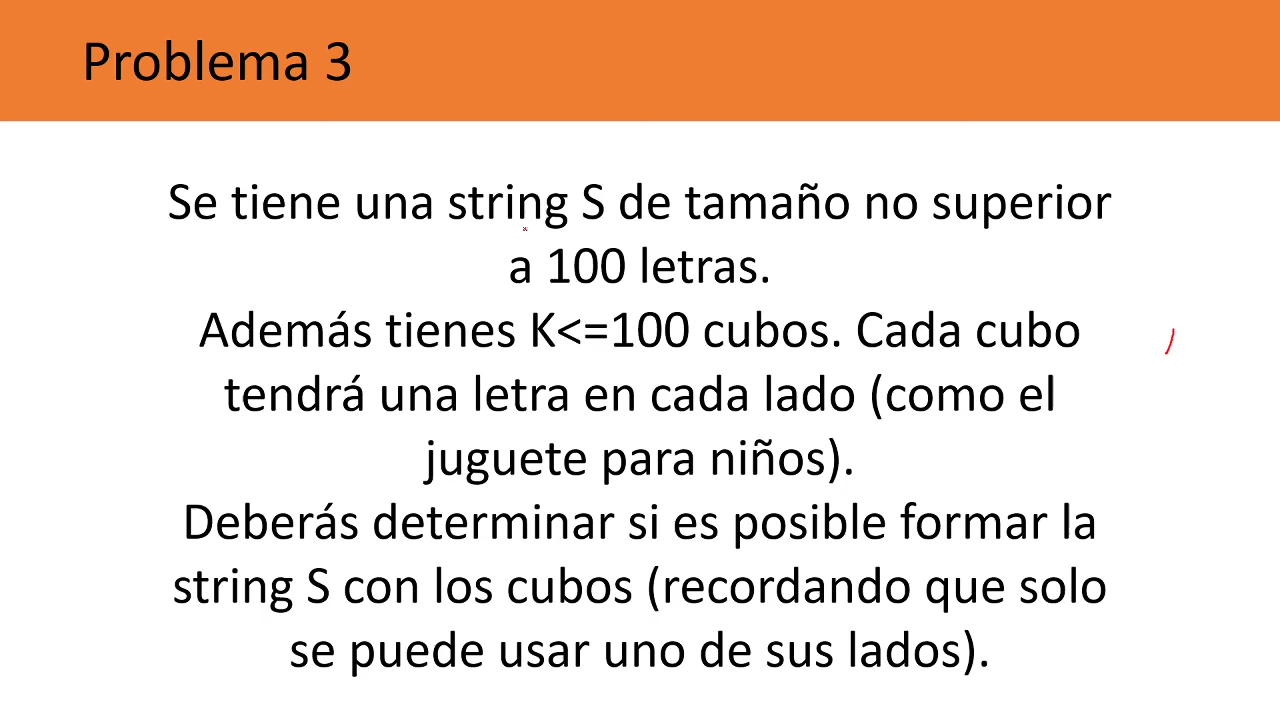 Problema 3
Se tiene una string S de tamaño no superior
a 100 letras.
Además tienes K<=100 cubos. Cada cubo
tendrá una letra en cada lado (como el
juguete para niños).
Deberás determinar si es posible formar la
string S con los cubos (recordando que solo
se puede usar uno de sus lados).